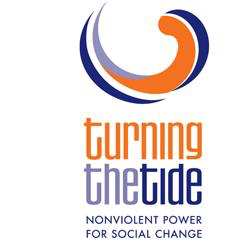 turning
thetide
NONVIOLENT POWER
FOR SOCIAL CHANGE